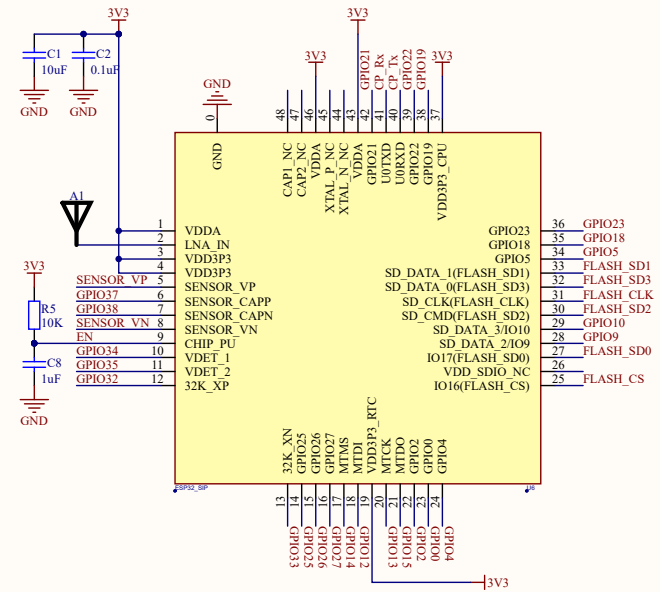 3V3
C1
10uF
GND
C2
0.1uF
GND
GND
0
GND
3V3
3V3
3V3
GPIO21
CP_Rx
CP_Tx
GPIO22
GPIO19
48
47
46
45
44
43
42
41
40
39
38
37
CAP1_NC
CAP2_NC
VDDA
XTAL_P_NC
XTAL_N_NC
VDDA
GPIO21
U0TXD
U0RXD
GPIO22
GPIO19
VDD3P3_CPU
A1
1 VDDA
2 LNA_IN
3 VDD3P3
4 VDD3P3
SENSOR_VP 5 SENSOR_VP
GPIO37 6 SENSOR_CAPP
GPIO38 7 SENSOR_CAPN
SENSOR_VN 8 SENSOR_VN
EN 9 CHIP_PU
GPIO34 10 VDET_1
GPIO35 11 VDET_2
GPIO32 12 32K_XP
3V3
R5
10K
C8
1uF
GND
GPIO23 36 GPIO23
GPIO18 35 GPIO18
GPIO5 34 GPIO5
SD_DATA_1(FLASH_SD1) 33 FLASH_SD1
SD_DATA_0(FLASH_SD3) 32 FLASH_SD3
SD_CLK(FLASH_CLK) 31 FLASH_CLK
SD_CMD(FLASH_SD2) 30 FLASH_SD2
SD_DATA_3/IO10 29 GPIO10
SD_DATA_2/IO9 28 GPIO9
IO17(FLASH_SD0) 27 FLASH_SD0
VDD_SDIO_NC 26
IO16(FLASH_CS) 25 FLASH_CS
32K_XN
GPIO25
GPIO26
GPIO27
MTMS
MTDI
VDD3P3_RTC
MTCK
MTDO
GPIO2
GPIO0
GPIO4
ESP32_SIP
U6
13
14
15
16
17
18
19
20
21
22
23
24
GPIO33
GPIO25
GPIO26
GPIO27
GPIO14
GPIO12
GPIO13
GPIO15
GPIO2
GPIO0
GPIO4
3V3